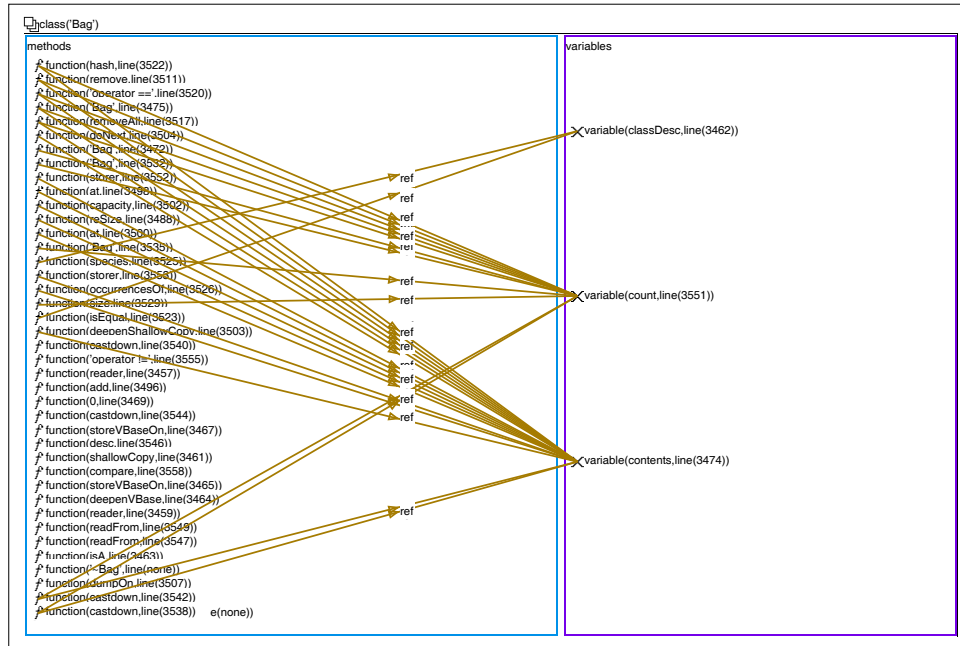 class('Bag')
methods
function(hash,line(3522))
function(remove,line(3511))
function('operator ==',line(3520))
function('Bag',line(3475))
function(removeAll,line(3517))
function(doNext,line(3504))
function('Bag',line(3472))
function('Bag',line(3532))
function(storer,line(3552))
function(at,line(3498))
function(capacity,line(3502))
function(reSize,line(3488))
function(at,line(3500))
function('Bag',line(3535))
function(species,line(3525))
function(storer,line(3553))
function(occurrencesOf,line(3526))
function(size,line(3529))
function(isEqual,line(3523))
function(deepenShallowCopy,line(3503))
function(castdown,line(3540))
function('operator !=',line(3555))
function(reader,line(3457))
function(add,line(3496))
function(0,line(3469))
function(castdown,line(3544))
function(storeVBaseOn,line(3467))
function(desc,line(3546))
function(shallowCopy,line(3461))
function(compare,line(3558))
function(storeVBaseOn,line(3465))
function(deepenVBase,line(3464))
function(reader,line(3459))
function(readFrom,line(3549))
function(readFrom,line(3547))
function(isA,line(3463))
function('~Bag',line(none))
function(dumpOn,line(3507))
function(castdown,line(3542))
function(castdown,line(3538)) e(none))
ref
ref
ref
ref
ref
ref
ref
ref
ref
ref
ref
ref
ref
ref
variables
variable(classDesc,line(3462))
variable(count,line(3551))
variable(contents,line(3474))